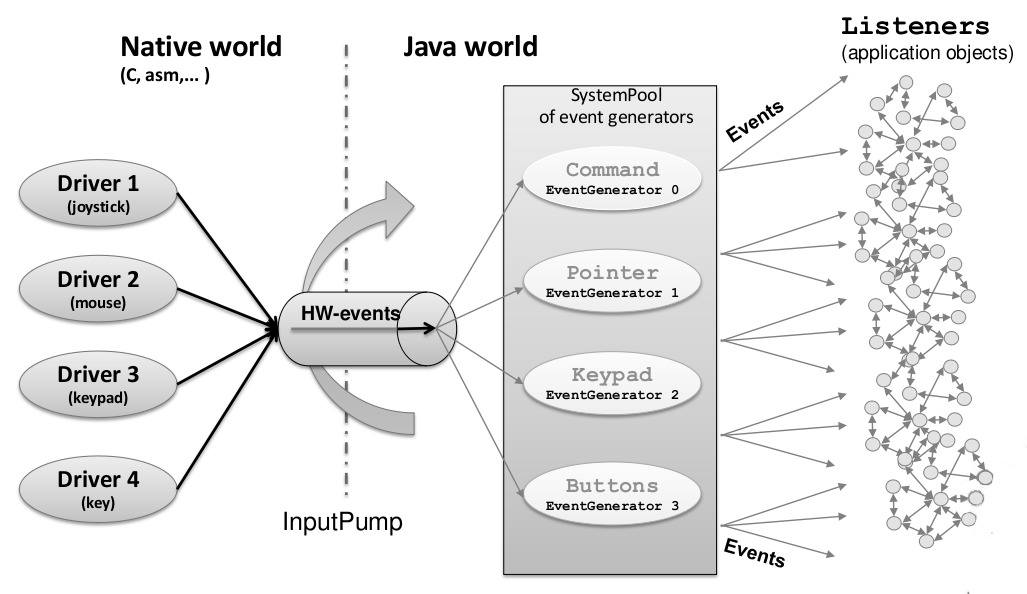 Native world
(C, asm,... )
Java world
Listeners
(application objects)
SystemPool
of event generators
Events
Command
EventGenerator 0
Driver 1
(joystick)
Pointer
EventGenerator 1
Driver 2
(mouse)
HW-events
Driver 3
(keypad)
Keypad
EventGenerator 2
Driver 4
(key)
Buttons
EventGenerator 3
InputPump
Events